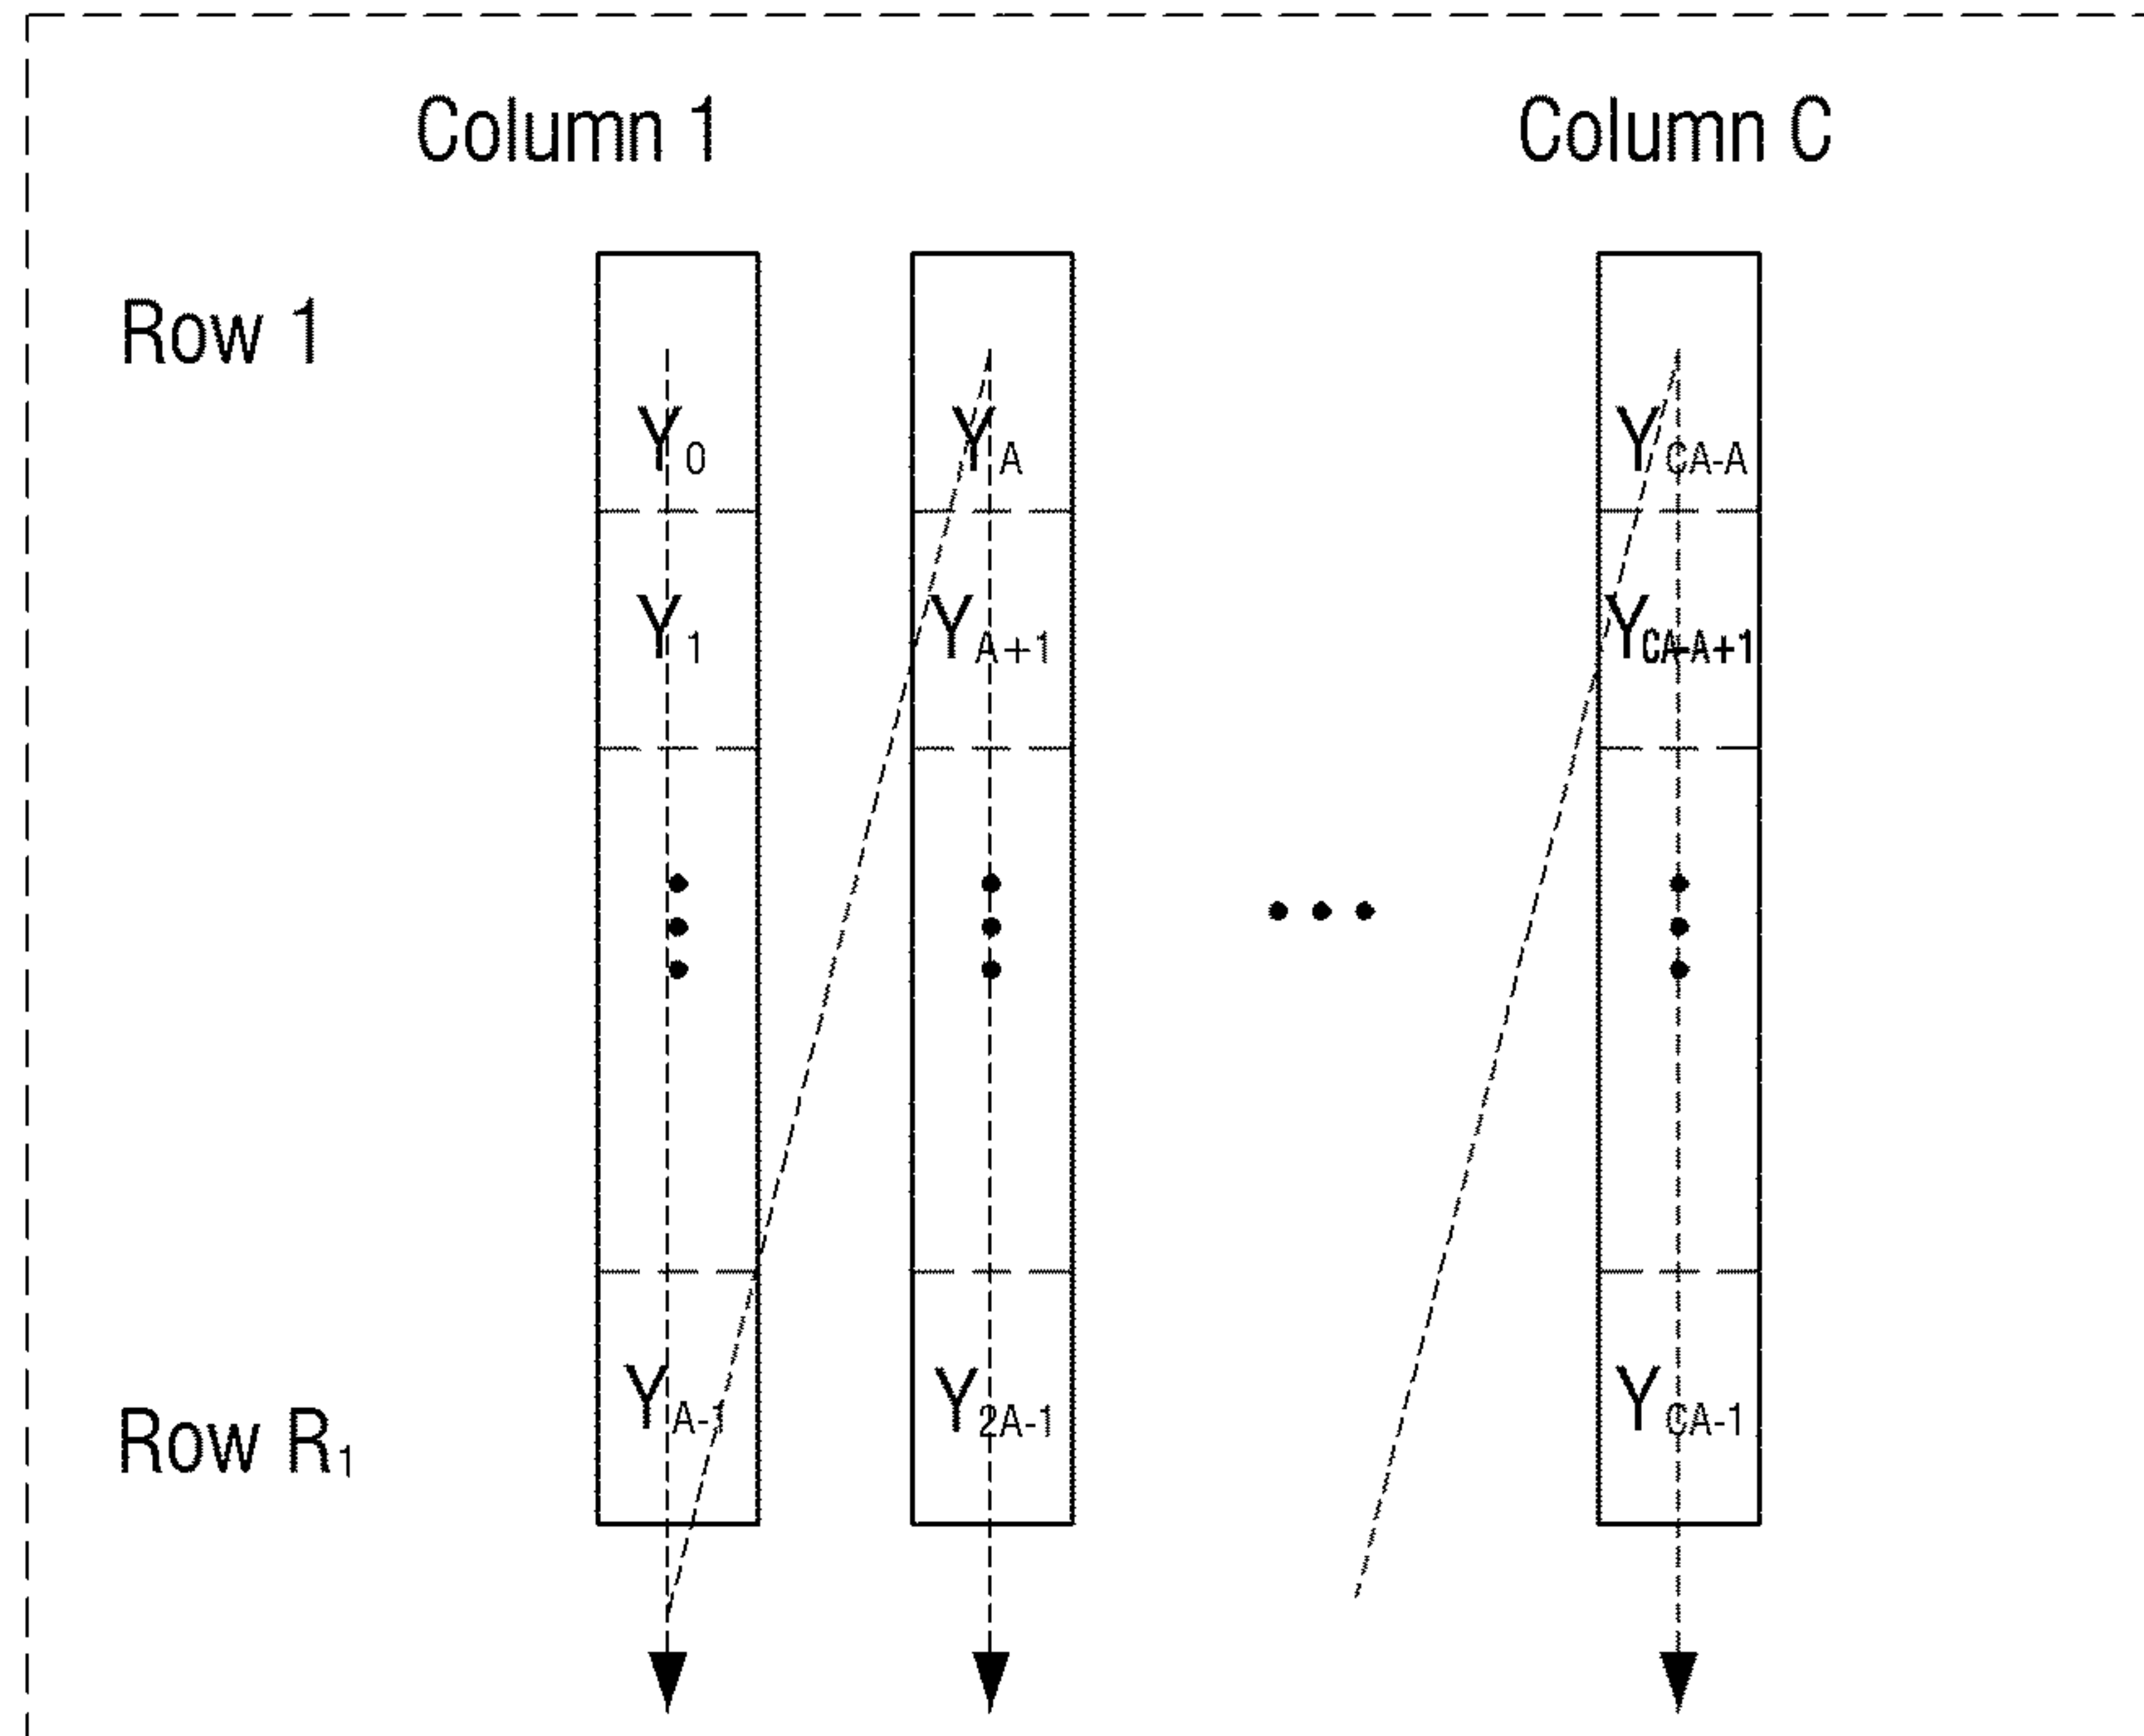 Column 1 Column C
Row 1
Y0 YA YCA-A
Y1 YA+1 YCA-A+1
Row R1 YA-1 Y2A-1 YCA-1